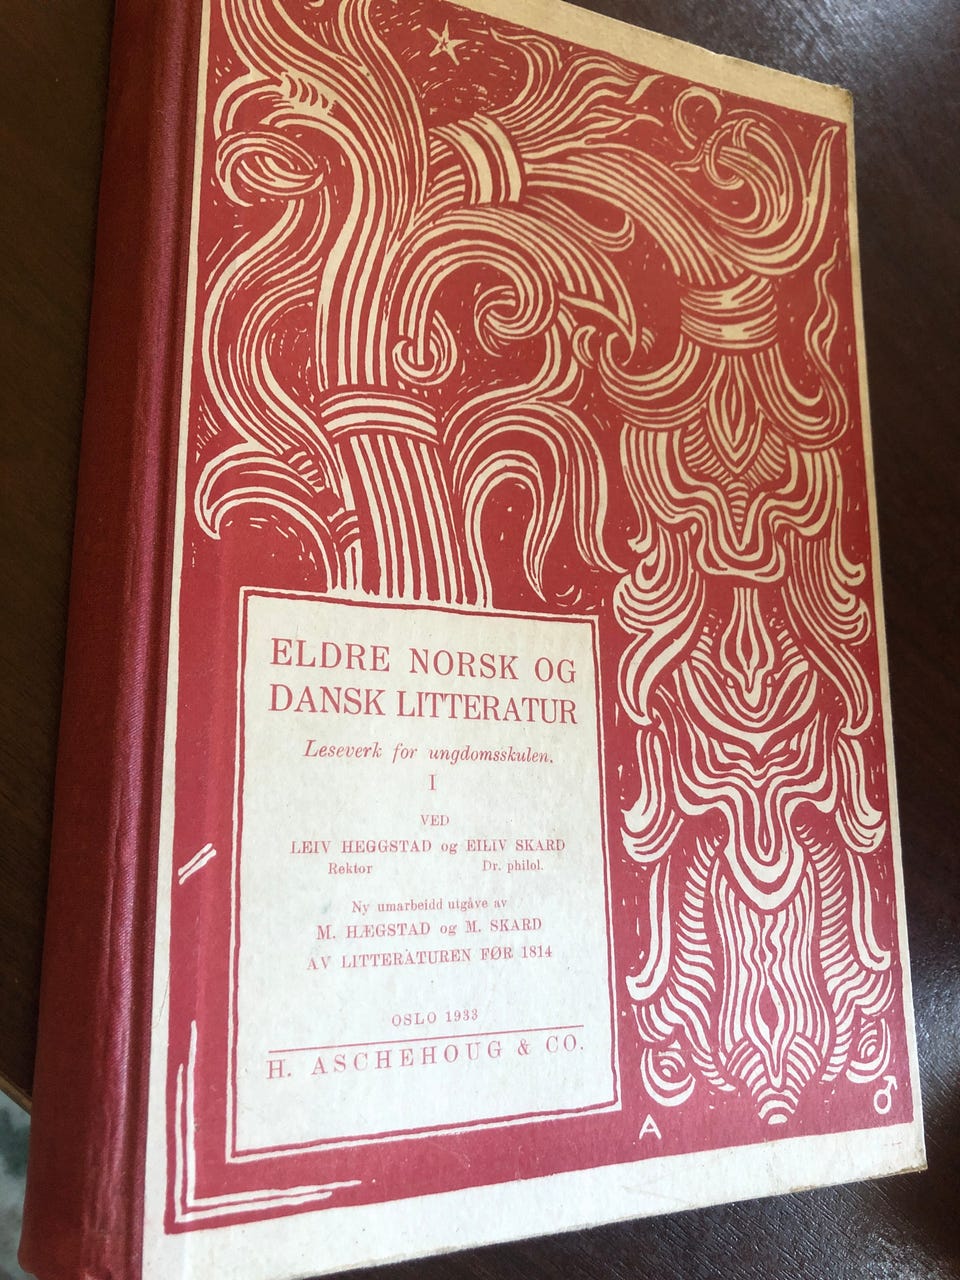 ELDRE NORSK OG
DANSK LITTERATUR
Leseverk for ungdomsskulen.
I
VED
LEIV HEGGSTAD og EILIV SKARD
Rektor Dr. philol.
Ny umarbeidd utgåve av
M. HÆGSTAD og M. SKARD
AV LITTERATUREN FØR 1814
OSLO 1933
H. ASCHEHOUG & CO.
A